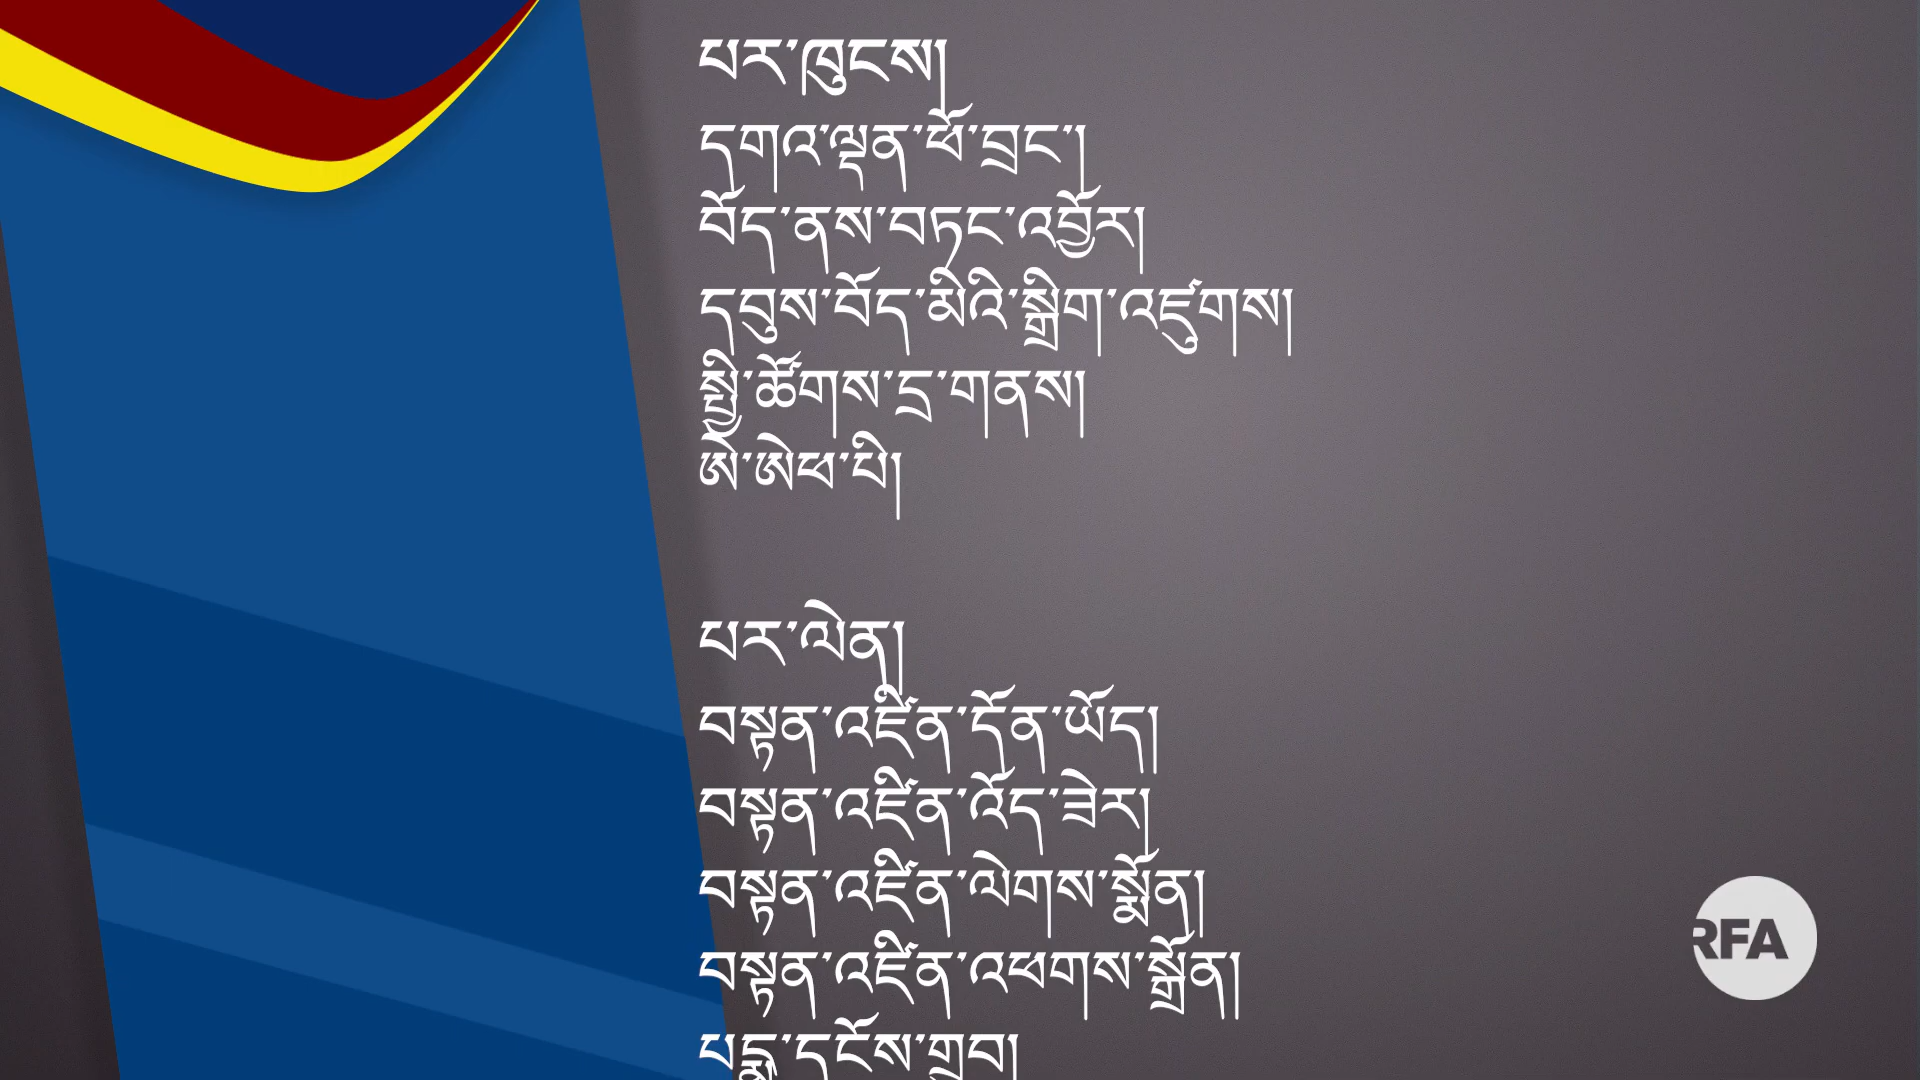 པར་ཁུངས།
དགའ་ལྡན་ཕོ་བྲང་།
བོད་ནས་བཏང་འབྱོར།
དབུས་བོད་མིའི་སྒྲིག་འཛུགས།
སྤྱི་ཚོགས་དྲ་གནས།
ཨེ་ཨེཕ་པི།
པར་ལེན།
བསྟན་འཛིན་དོན་ཡོད།
བསྟན་འཛིན་འོད་ཟེར།
བསྟན་འཛིན་ལེགས་སྨོན།
བསྟན་འཛིན་འཕགས་སྒྲོན།
པདྨ་དངོས་གྲུབ།
RFA